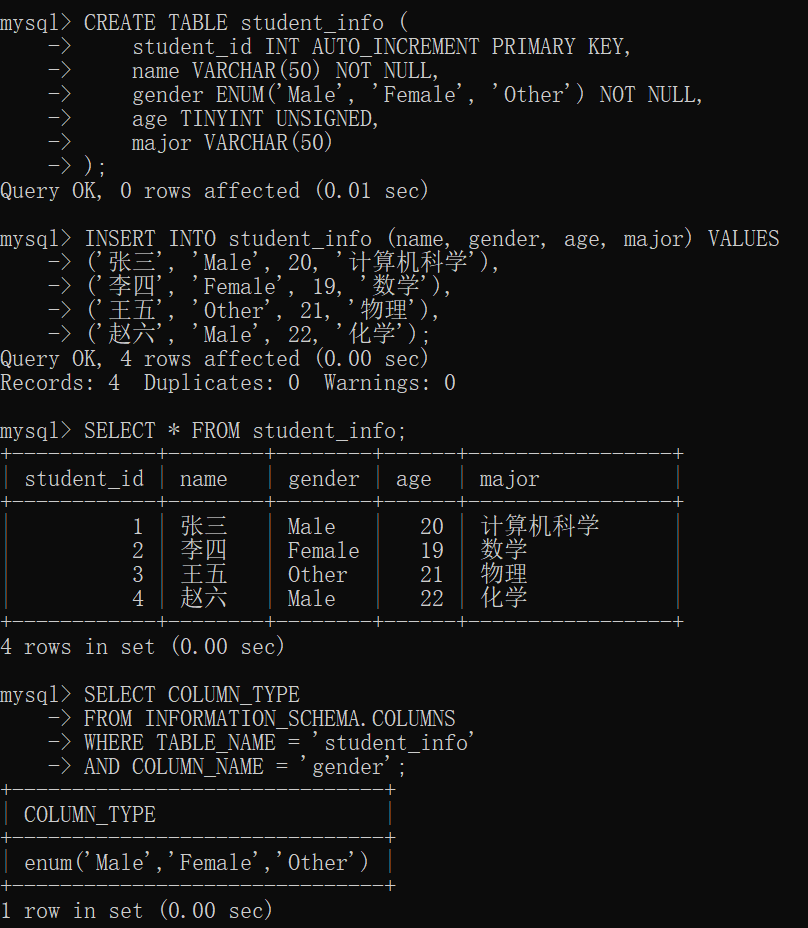 mysql> CREATE TABLE student_info (
    ->     student_id INT AUTO_INCREMENT PRIMARY KEY,
    ->     name VARCHAR(50) NOT NULL,
    ->     gender ENUM('Male', 'Female', 'Other') NOT NULL,
    ->     age TINYINT UNSIGNED,
    ->     major VARCHAR(50)
    -> );
Query OK, 0 rows affected (0.01 sec)

mysql> INSERT INTO student_info (name, gender, age, major) VALUES
    -> ('张三', 'Male', 20, '计算机科学'),
    -> ('李四', 'Female', 19, '数学'),
    -> ('王五', 'Other', 21, '物理'),
    -> ('赵六', 'Male', 22, '化学');
Query OK, 4 rows affected (0.00 sec)
Records: 4  Duplicates: 0  Warnings: 0

mysql> SELECT * FROM student_info;
+------------+--------+--------+------+-----------------+
| student_id | name   | gender | age  | major           |
+------------+--------+--------+------+-----------------+
|          1 | 张三   | Male   |   20 | 计算机科学      |
|          2 | 李四   | Female |   19 | 数学            |
|          3 | 王五   | Other  |   21 | 物理            |
|          4 | 赵六   | Male   |   22 | 化学            |
+------------+--------+--------+------+-----------------+
4 rows in set (0.00 sec)

mysql> SELECT COLUMN_TYPE
    -> FROM INFORMATION_SCHEMA.COLUMNS
    -> WHERE TABLE_NAME = 'student_info'
    -> AND COLUMN_NAME = 'gender';
+-------------------------------+
| COLUMN_TYPE                   |
+-------------------------------+
| enum('Male','Female','Other') |
+-------------------------------+
1 row in set (0.00 sec)